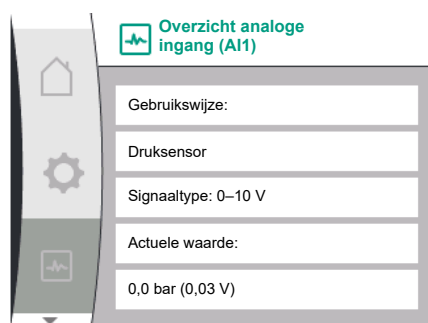 Overzicht analoge
ingang (AI1)
Gebruikswijze:
Druksensor
Signaaltype: 0–10 V
Actuele waarde:
0,0 bar (0,03 V)